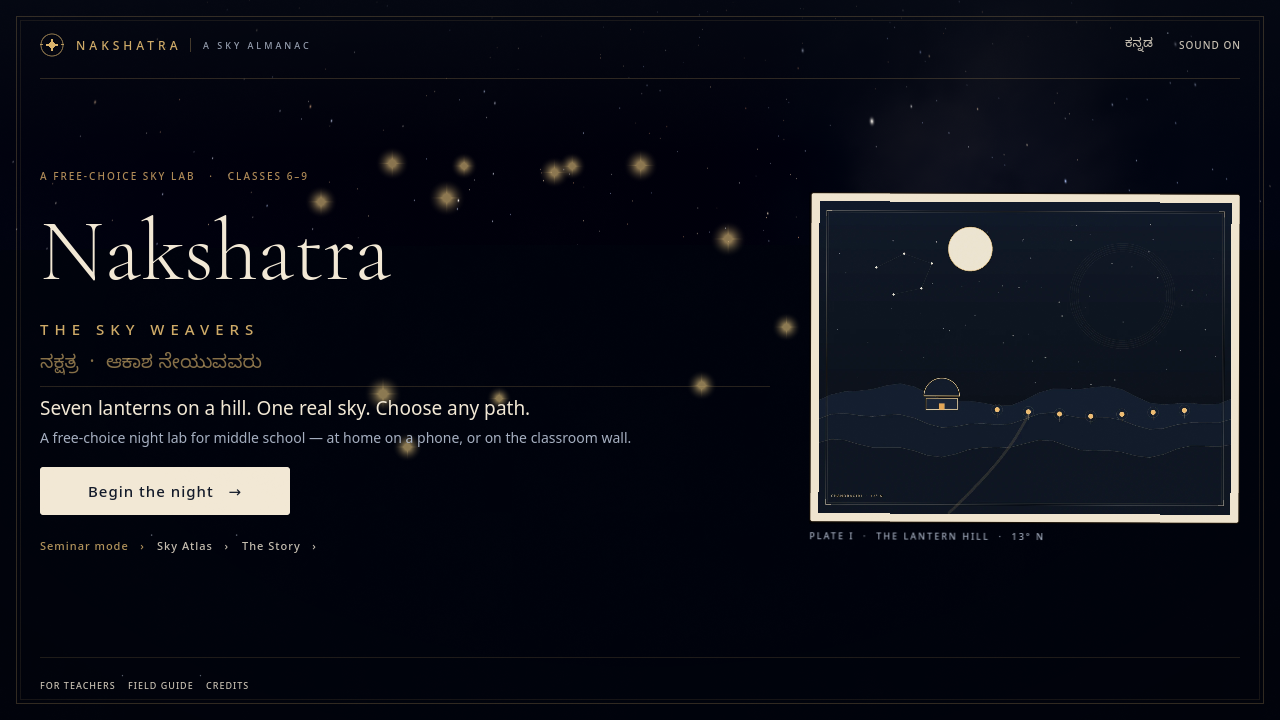 NAKSHATRA A SKY ALMANAC
ಕನ್ನಡ SOUND ON
A FREE-CHOICE SKY LAB · CLASSES 6–9
Nakshatra
THE SKY WEAVERS
ನಕ್ಷತ್ರ · ಆಕಾಶ ನೇಯುವವರು
Seven lanterns on a hill. One real sky. Choose any path.
A free-choice night lab for middle school — at home on a phone, or on the classroom wall.
Begin the night →
Seminar mode › Sky Atlas › The Story ›
PLATE I · THE LANTERN HILL · 13° N
FOR TEACHERS · FIELD GUIDE · CREDITS